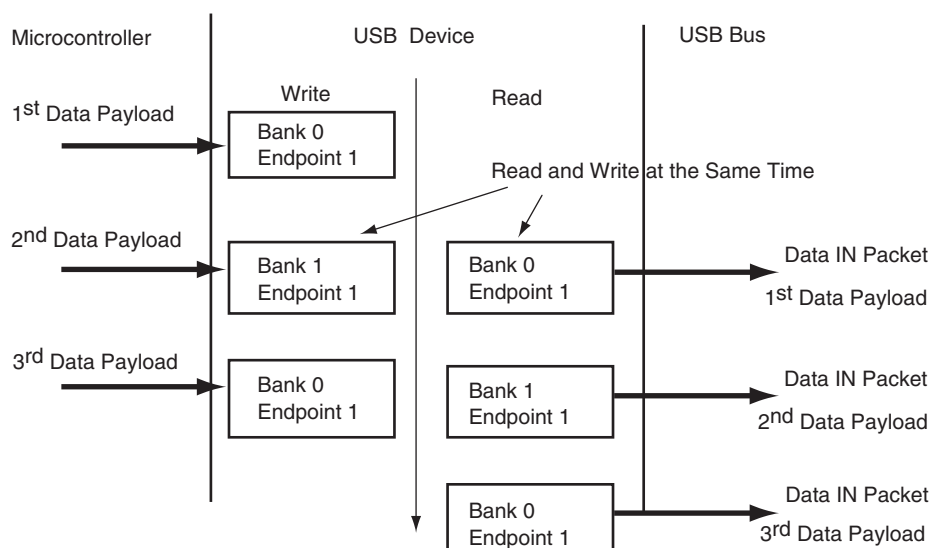 Microcontroller
USB Device
USB Bus
Write
Read
1st Data Payload
Bank 0
Endpoint 1
Read and Write at the Same Time
2nd Data Payload
Bank 1
Endpoint 1
Bank 0
Endpoint 1
Data IN Packet
1st Data Payload
3rd Data Payload
Bank 0
Endpoint 1
Bank 1
Endpoint 1
Data IN Packet
2nd Data Payload
Bank 0
Endpoint 1
Data IN Packet
3rd Data Payload